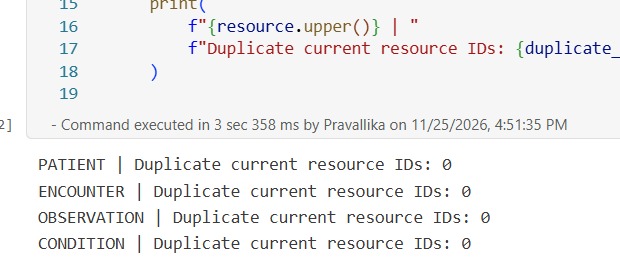 15 print(
16 f"{resource.upper()} | "
17 f"Duplicate current resource IDs: {duplicate_
18 )
19
2] - Command executed in 3 sec 358 ms by Pravallika on 11/25/2026, 4:51:35 PM
PATIENT | Duplicate current resource IDs: 0
ENCOUNTER | Duplicate current resource IDs: 0
OBSERVATION | Duplicate current resource IDs: 0
CONDITION | Duplicate current resource IDs: 0